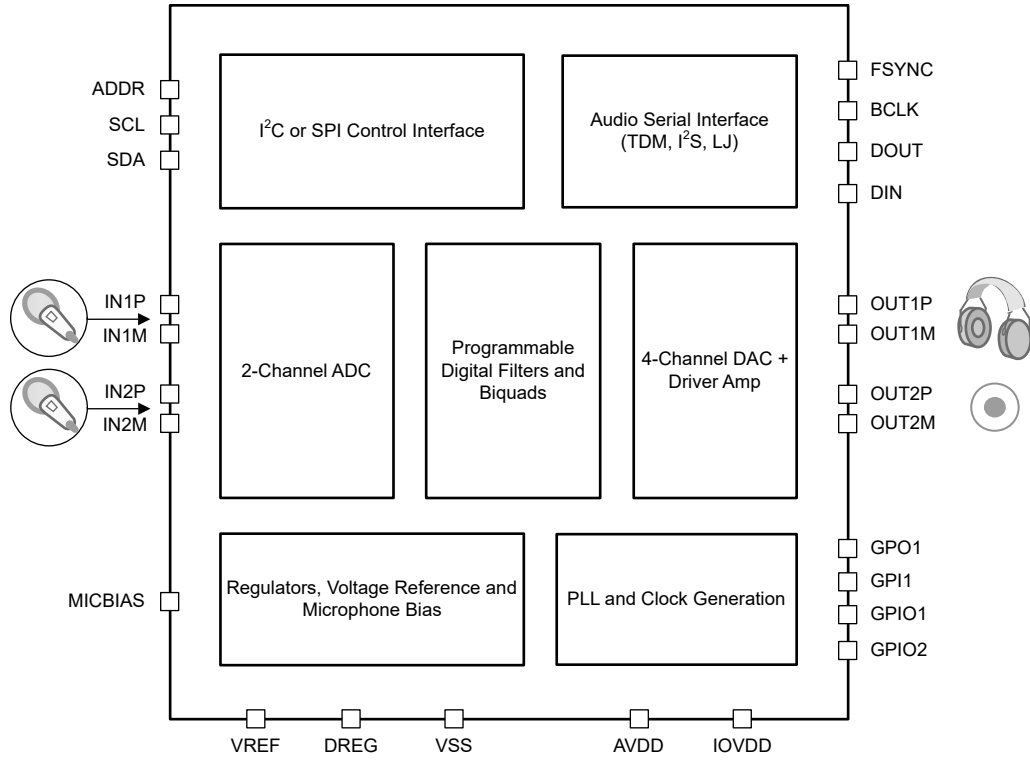 ADDR
SCL
SDA
I²C or SPI Control Interface
Audio Serial Interface
(TDM, I²S, LJ)
FSYNC
BCLK
DOUT
DIN
IN1P
IN1M
IN2P
IN2M
2-Channel ADC
Programmable
Digital Filters and
Biquads
4-Channel DAC +
Driver Amp
OUT1P
OUT1M
OUT2P
OUT2M
MICBIAS
Regulators, Voltage Reference and
Microphone Bias
PLL and Clock Generation
GPO1
GPI1
GPIO1
GPIO2
VREF
DREG
VSS
AVDD
IOVDD